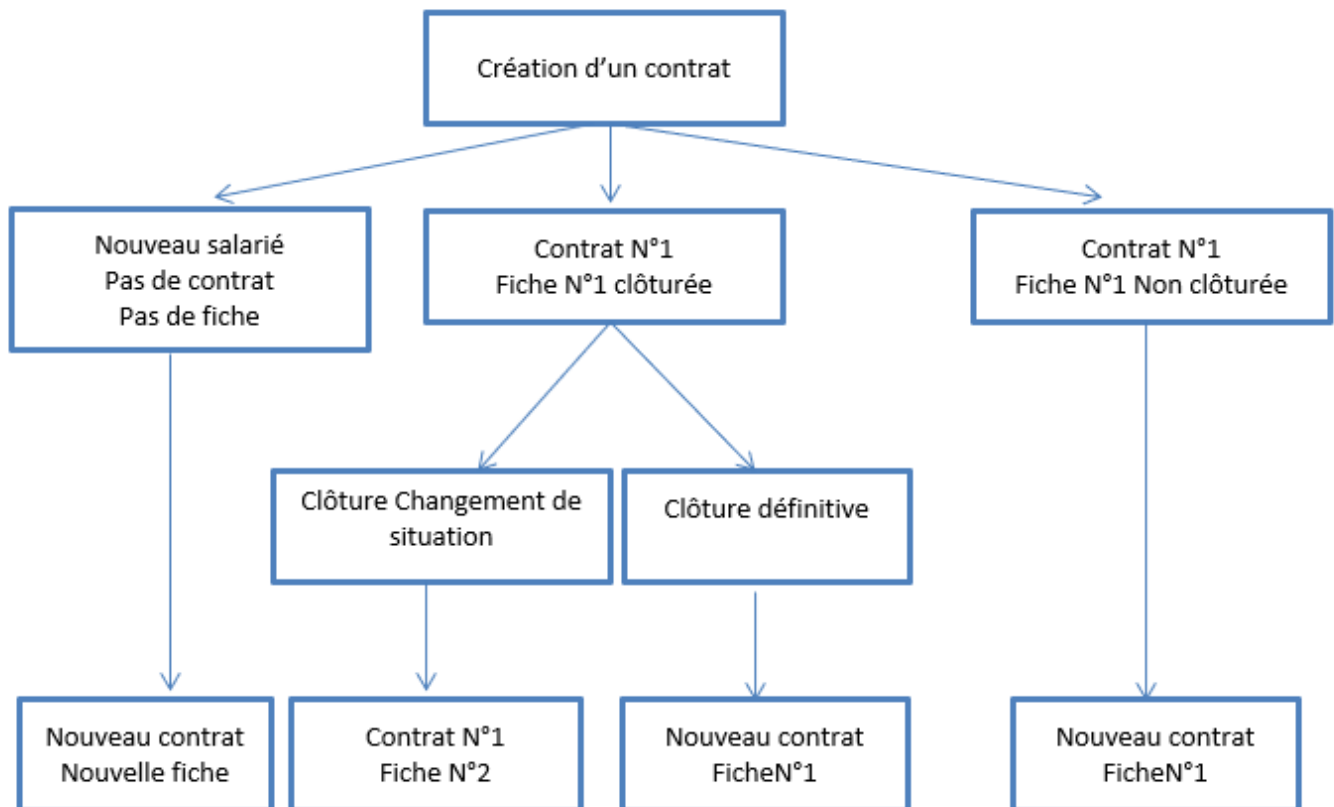 Création d’un contrat
Nouveau salarié
Pas de contrat
Pas de fiche
Contrat N°1
Fiche N°1 clôturée
Contrat N°1
Fiche N°1 Non clôturée
Clôture Changement de
situation
Clôture définitive
Nouveau contrat
Nouvelle fiche
Contrat N°1
Fiche N°2
Nouveau contrat
FicheN°1
Nouveau contrat
FicheN°1